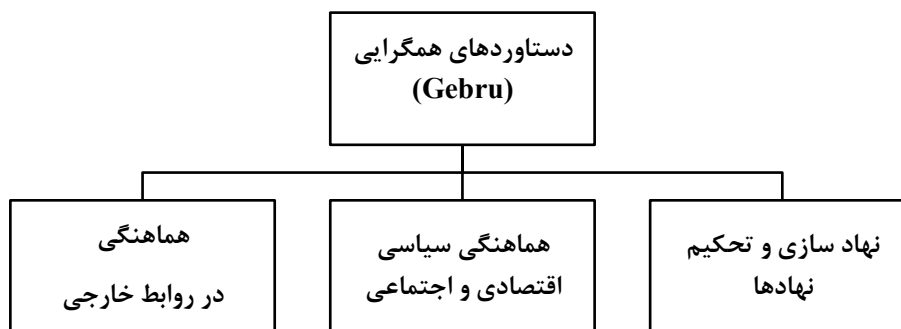 دستاوردهای همگرایی
(Gebru)
نهاد سازی و تحکیم
نهادها
هماهنگی سیاسی
اقتصادی و اجتماعی
هماهنگی
در روابط خارجی